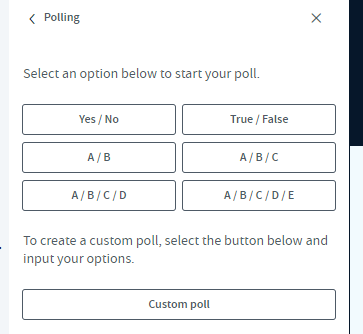 Polling
Select an option below to start your poll.
Yes / No
True / False
A / B
A / B / C
A / B / C / D
A / B / C / D / E
To create a custom poll, select the button below and
input your options.
Custom poll